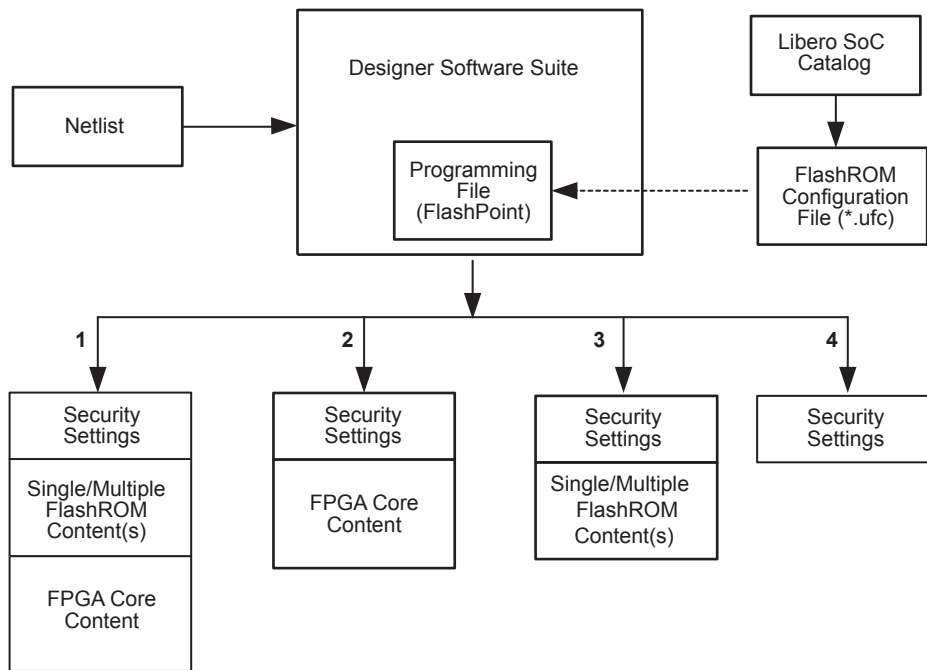 Designer Software Suite
Libero SoC
Catalog
Netlist
Programming
File
(FlashPoint)
FlashROM
Configuration
File (*.ufc)
1
2
3
4
Security
Settings
Single/Multiple
FlashROM
Content(s)
FPGA Core
Content
Security
Settings
FPGA Core
Content
Security
Settings
Single/Multiple
FlashROM
Content(s)
Security
Settings